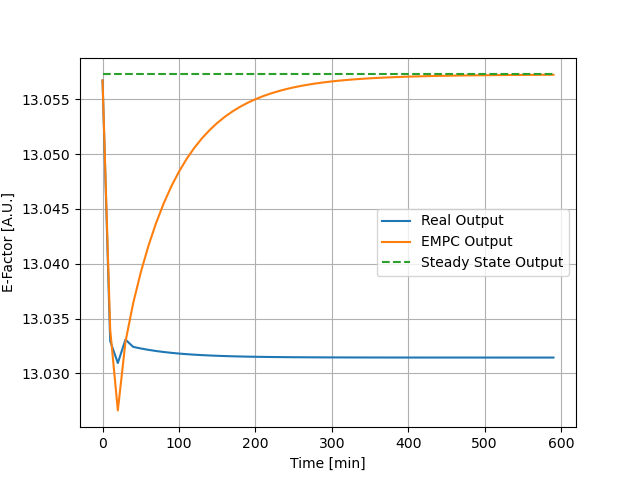 13.055
13.050
13.045
13.040
13.035
13.030
E-Factor [A.U.]
Real Output
EMPC Output
Steady State Output
0
100
200
300
400
500
600
Time [min]